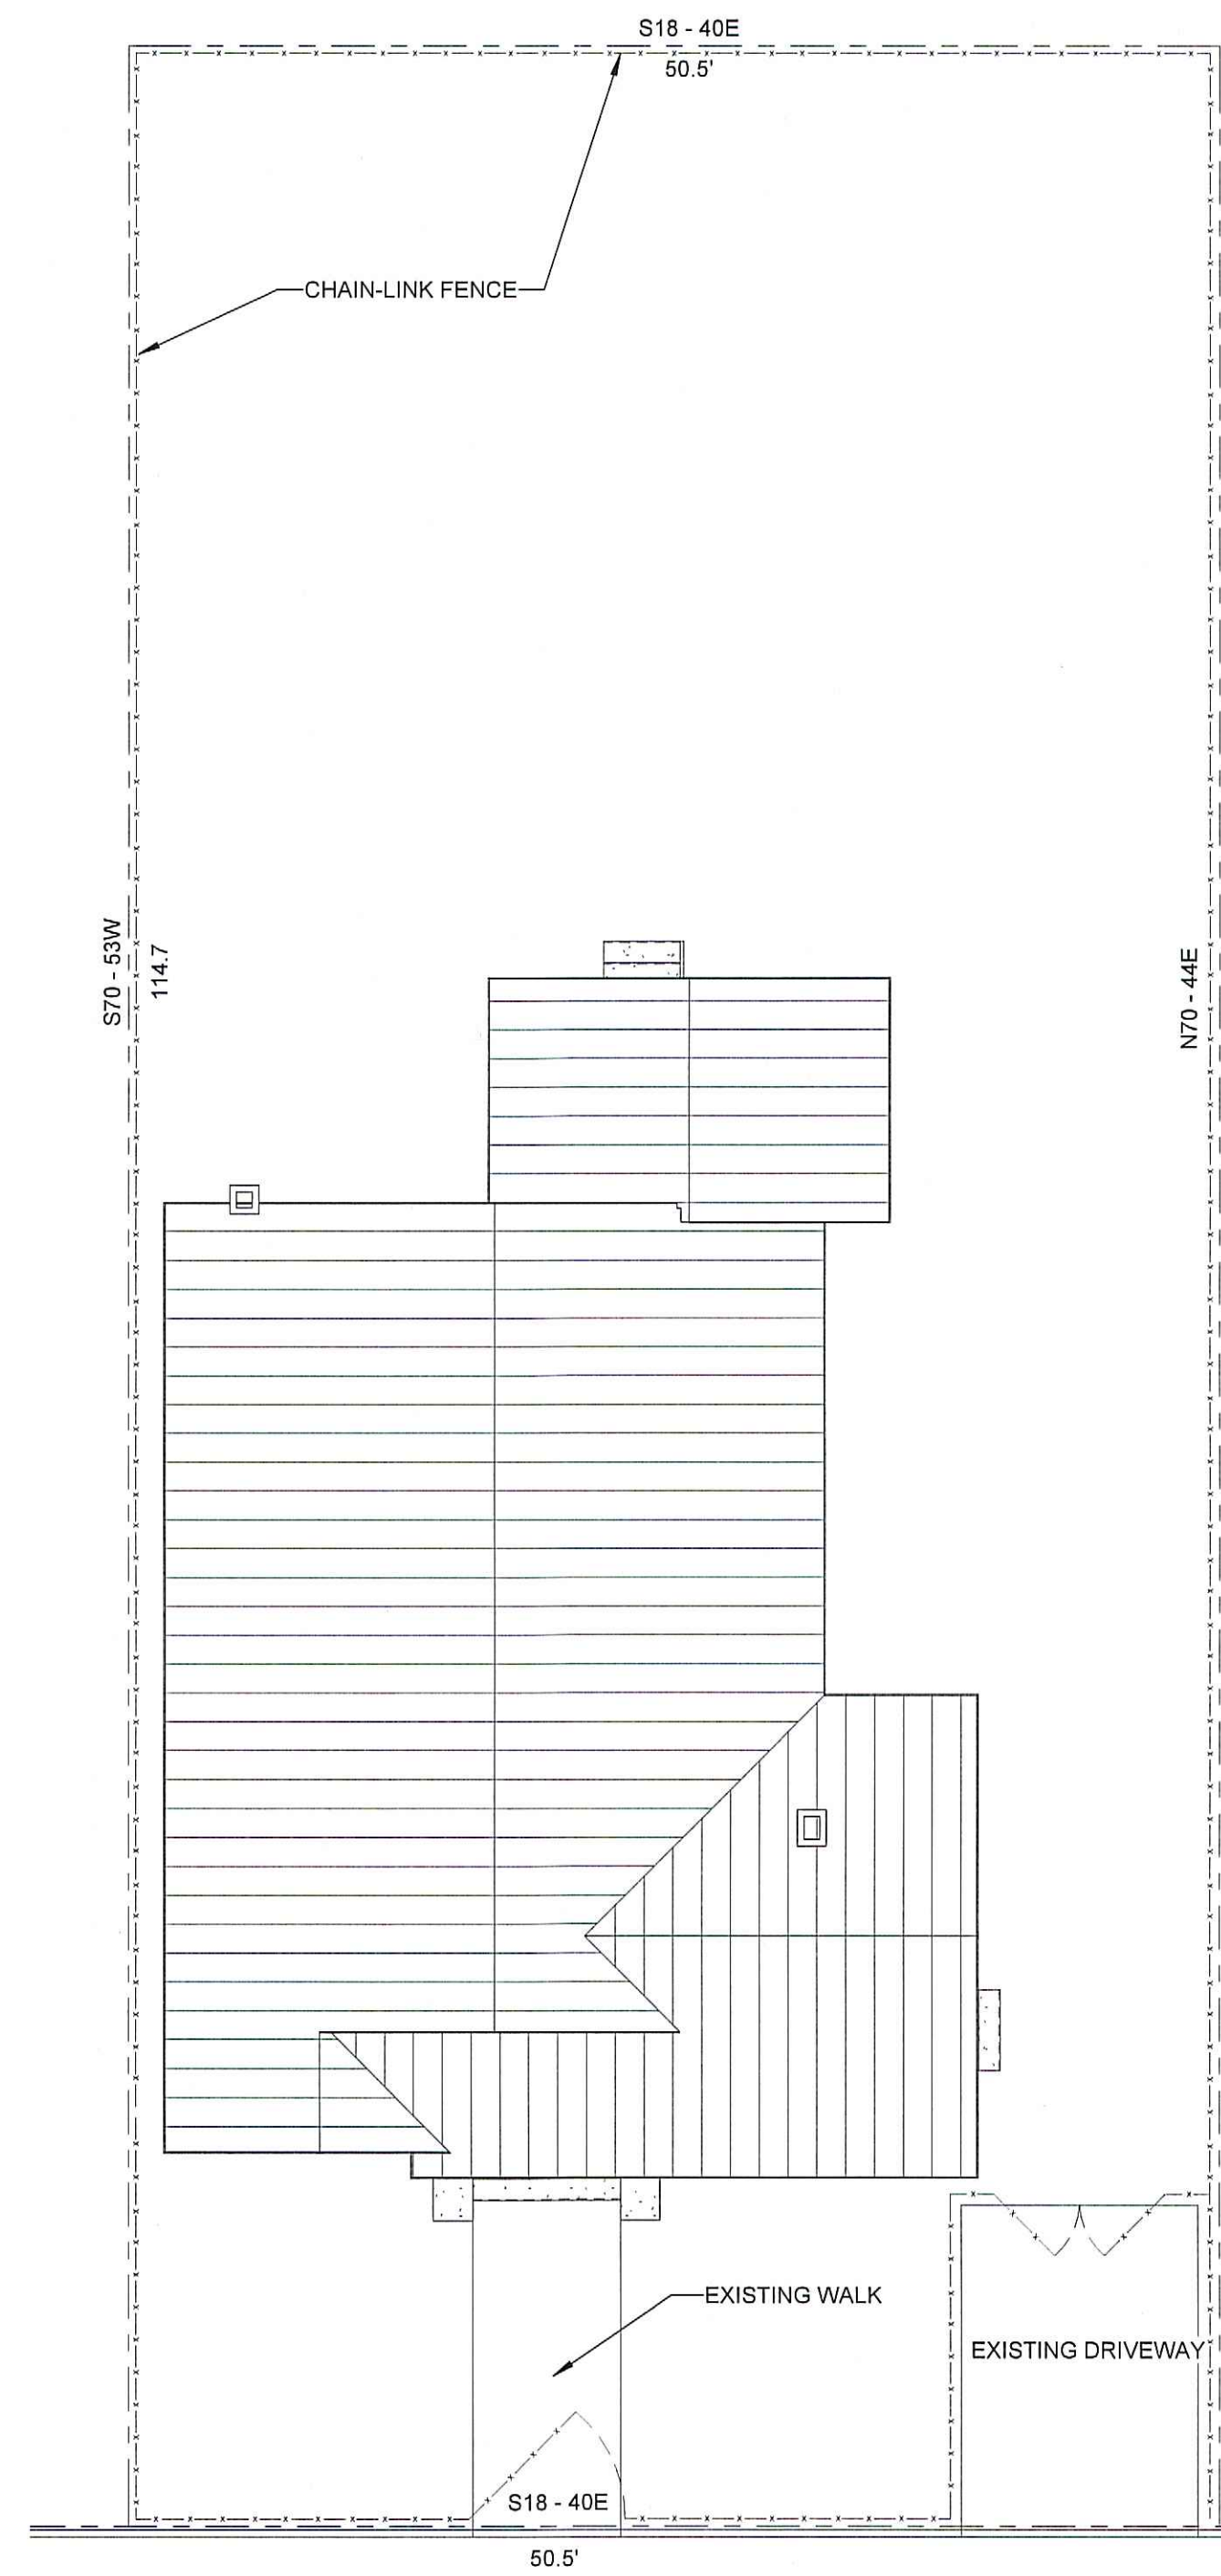 S18 - 40E
50.5'
CHAIN-LINK FENCE
S70 - 53W
114.7
N70 - 44E
EXISTING WALK
EXISTING DRIVEWAY
S18 - 40E
50.5'